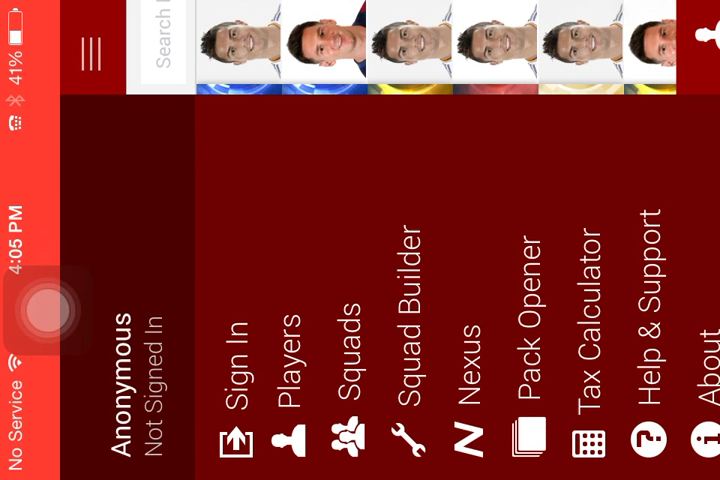 No Service 4:05 PM 41%
Search
Anonymous
Not Signed In
Sign In
Players
Squads
Squad Builder
Nexus
Pack Opener
Tax Calculator
Help & Support
About